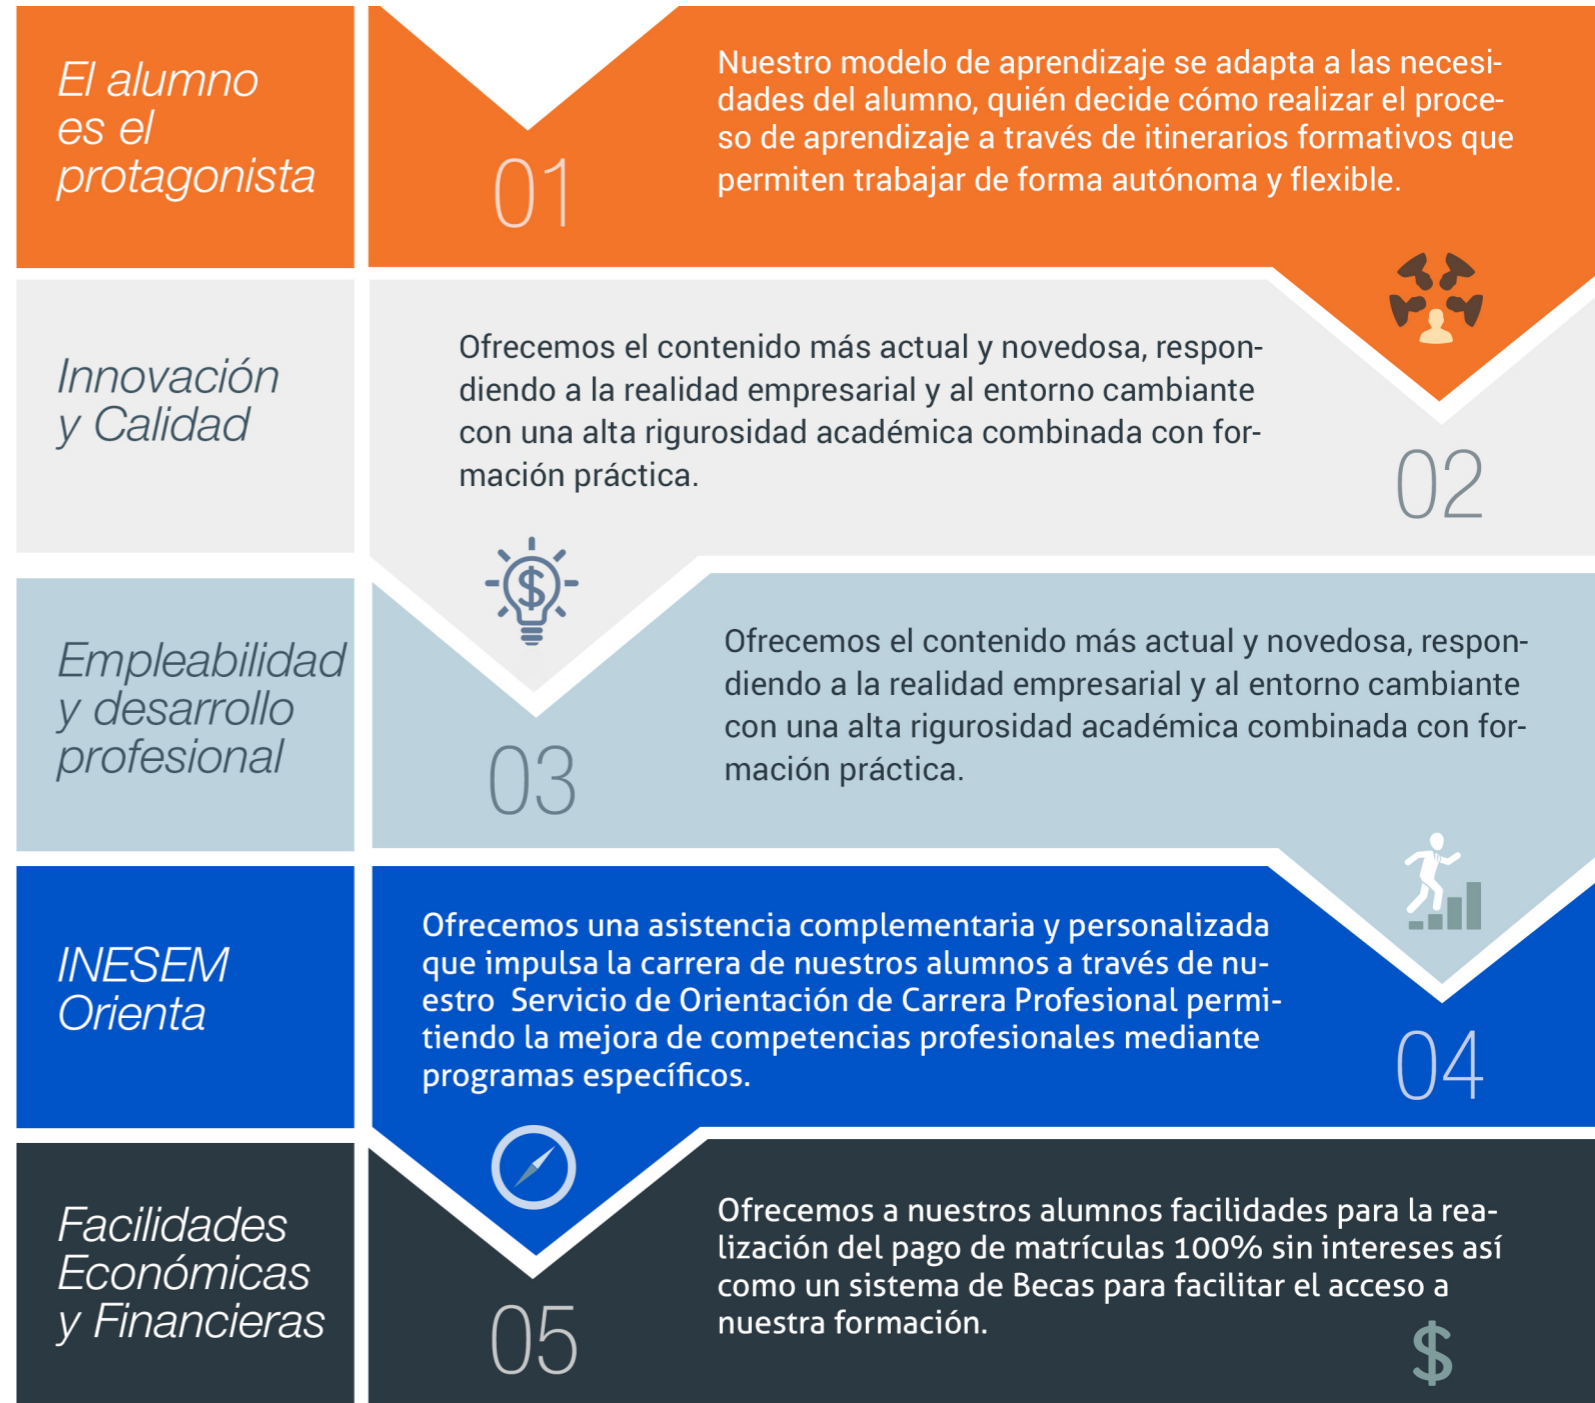 El alumno
es el
protagonista
01
Nuestro modelo de aprendizaje se adapta a las necesi-
dades del alumno, quién decide cómo realizar el proce-
so de aprendizaje a través de itinerarios formativos que
permiten trabajar de forma autónoma y flexible.
Innovación
y Calidad
Ofrecemos el contenido más actual y novedosa, respon-
diendo a la realidad empresarial y al entorno cambiante
con una alta rigurosidad académica combinada con for-
mación práctica.
02
$
Empleabilidad
y desarrollo
profesional
03
Ofrecemos el contenido más actual y novedosa, respon-
diendo a la realidad empresarial y al entorno cambiante
con una alta rigurosidad académica combinada con for-
mación práctica.
INESEM
Orienta
Ofrecemos una asistencia complementaria y personalizada
que impulsa la carrera de nuestros alumnos a través de nu-
estro  Servicio de Orientación de Carrera Profesional permi-
tiendo la mejora de competencias profesionales mediante
programas específicos.
04
Facilidades
Económicas
y Financieras
05
Ofrecemos a nuestros alumnos facilidades para la rea-
lización del pago de matrículas 100% sin intereses así
como un sistema de Becas para facilitar el acceso a
nuestra formación.
$